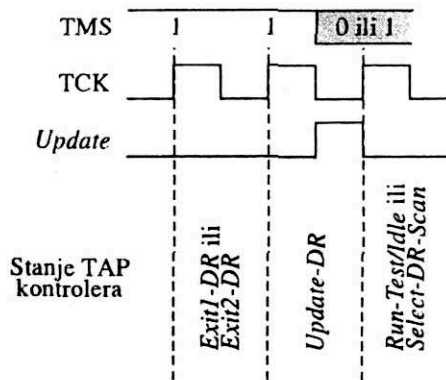 TMS 1 1 0 ili 1
TCK
Update
Stanje TAP
kontrolera
Exit1-DR ili
Exit2-DR
Update-DR
Run-Test/Idle ili
Select-DR-Scan